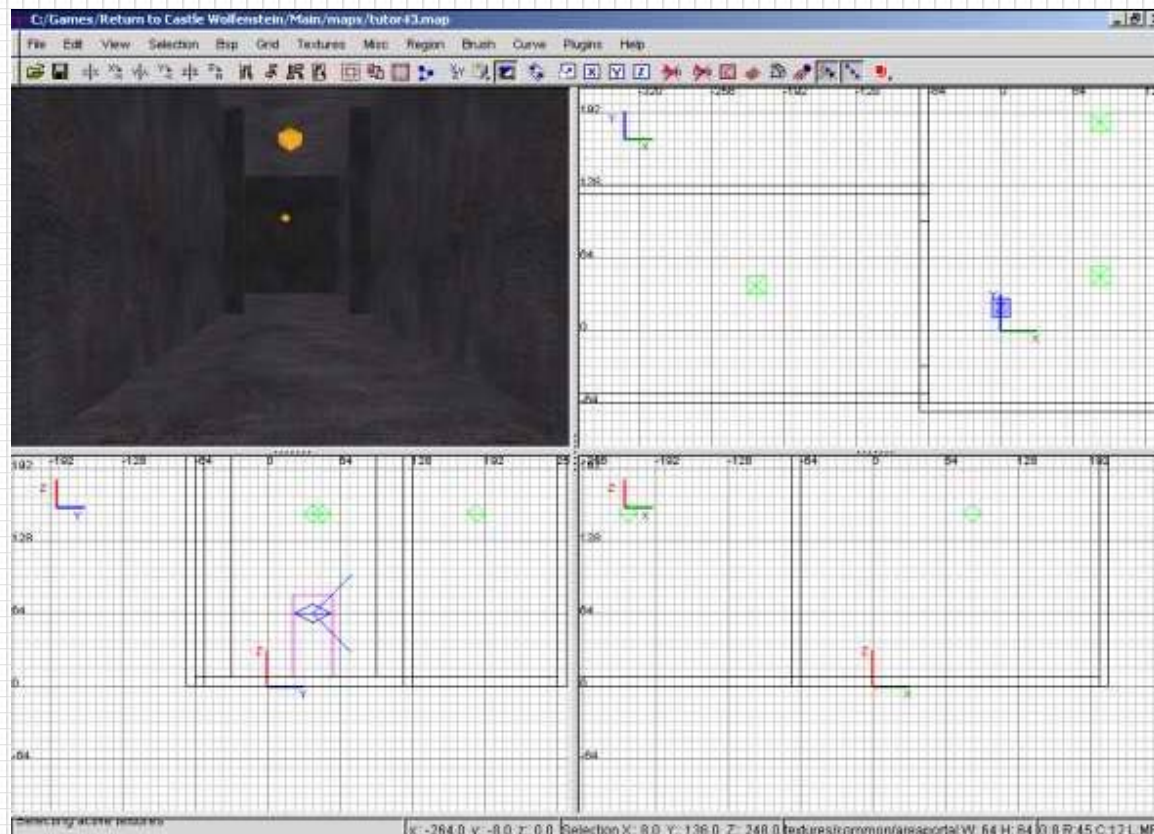 C:/Games/Return to Castle Wolfenstein/Main/maps/tutor#3.map
File Edit View Selection Bsp Grid Textures Misc Region Brush Curve Plugins Help
-320 -256 -192 -128 -64 0 64
192
Y
X
128
64
0
Y
X
-64
192 -192 -128 -64 0 64 128 192
Z
Y
128
64
Z
0
Y
-64
-192 -128 -64 0 64 128 192
Z
X
128
64
Z
0
X
-64
Selecting active textures
x: -264.0 y: -8.0 z: 0.0
Selection X: 8.0 Y: 136.0 Z: 248.0
textures/common/areaportal W: 64 H: 64